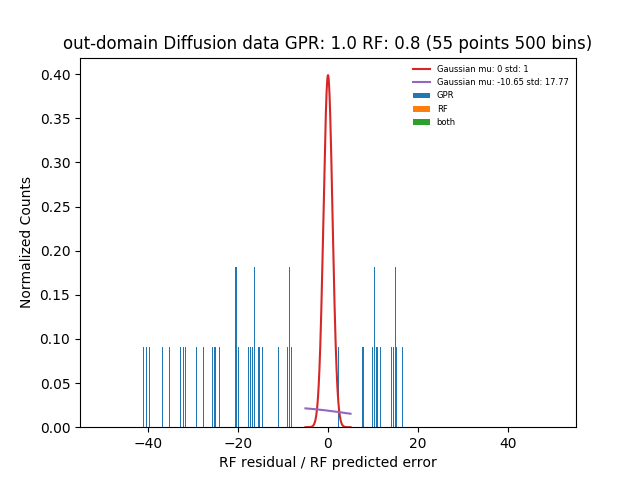 out-domain Diffusion data GPR: 1.0 RF: 0.8 (55 points 500 bins)
Gaussian mu: 0 std: 1
Gaussian mu: -10.65 std: 17.77
GPR
RF
both
Normalized Counts
0.40
0.35
0.30
0.25
0.20
0.15
0.10
0.05
0.00
−40 −20 0 20 40
RF residual / RF predicted error